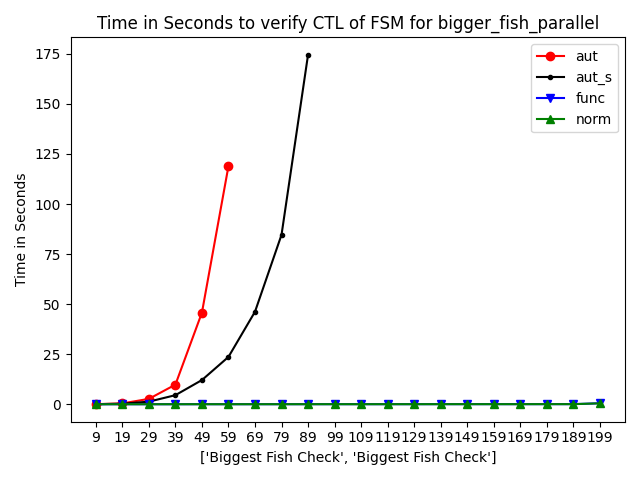 Time in Seconds to verify CTL of FSM for bigger_fish_parallel
aut
aut_s
func
norm
Time in Seconds
175
150
125
100
75
50
25
0
9 19 29 39 49 59 69 79 89 99 109 119 129 139 149 159 169 179 189 199
['Biggest Fish Check', 'Biggest Fish Check']